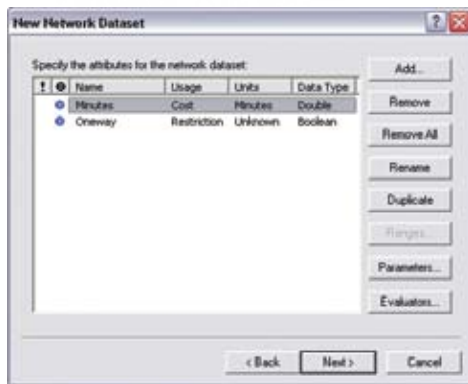 New Network Dataset
Specify the attributes for the network dataset:
! Name Usage Units Data Type
Minutes Cost Minutes Double
Oneway Restriction Unknown Boolean
Add...
Remove
Remove All
Rename
Duplicate
Ranges...
Parameters...
Evaluators...
< Back Next > Cancel